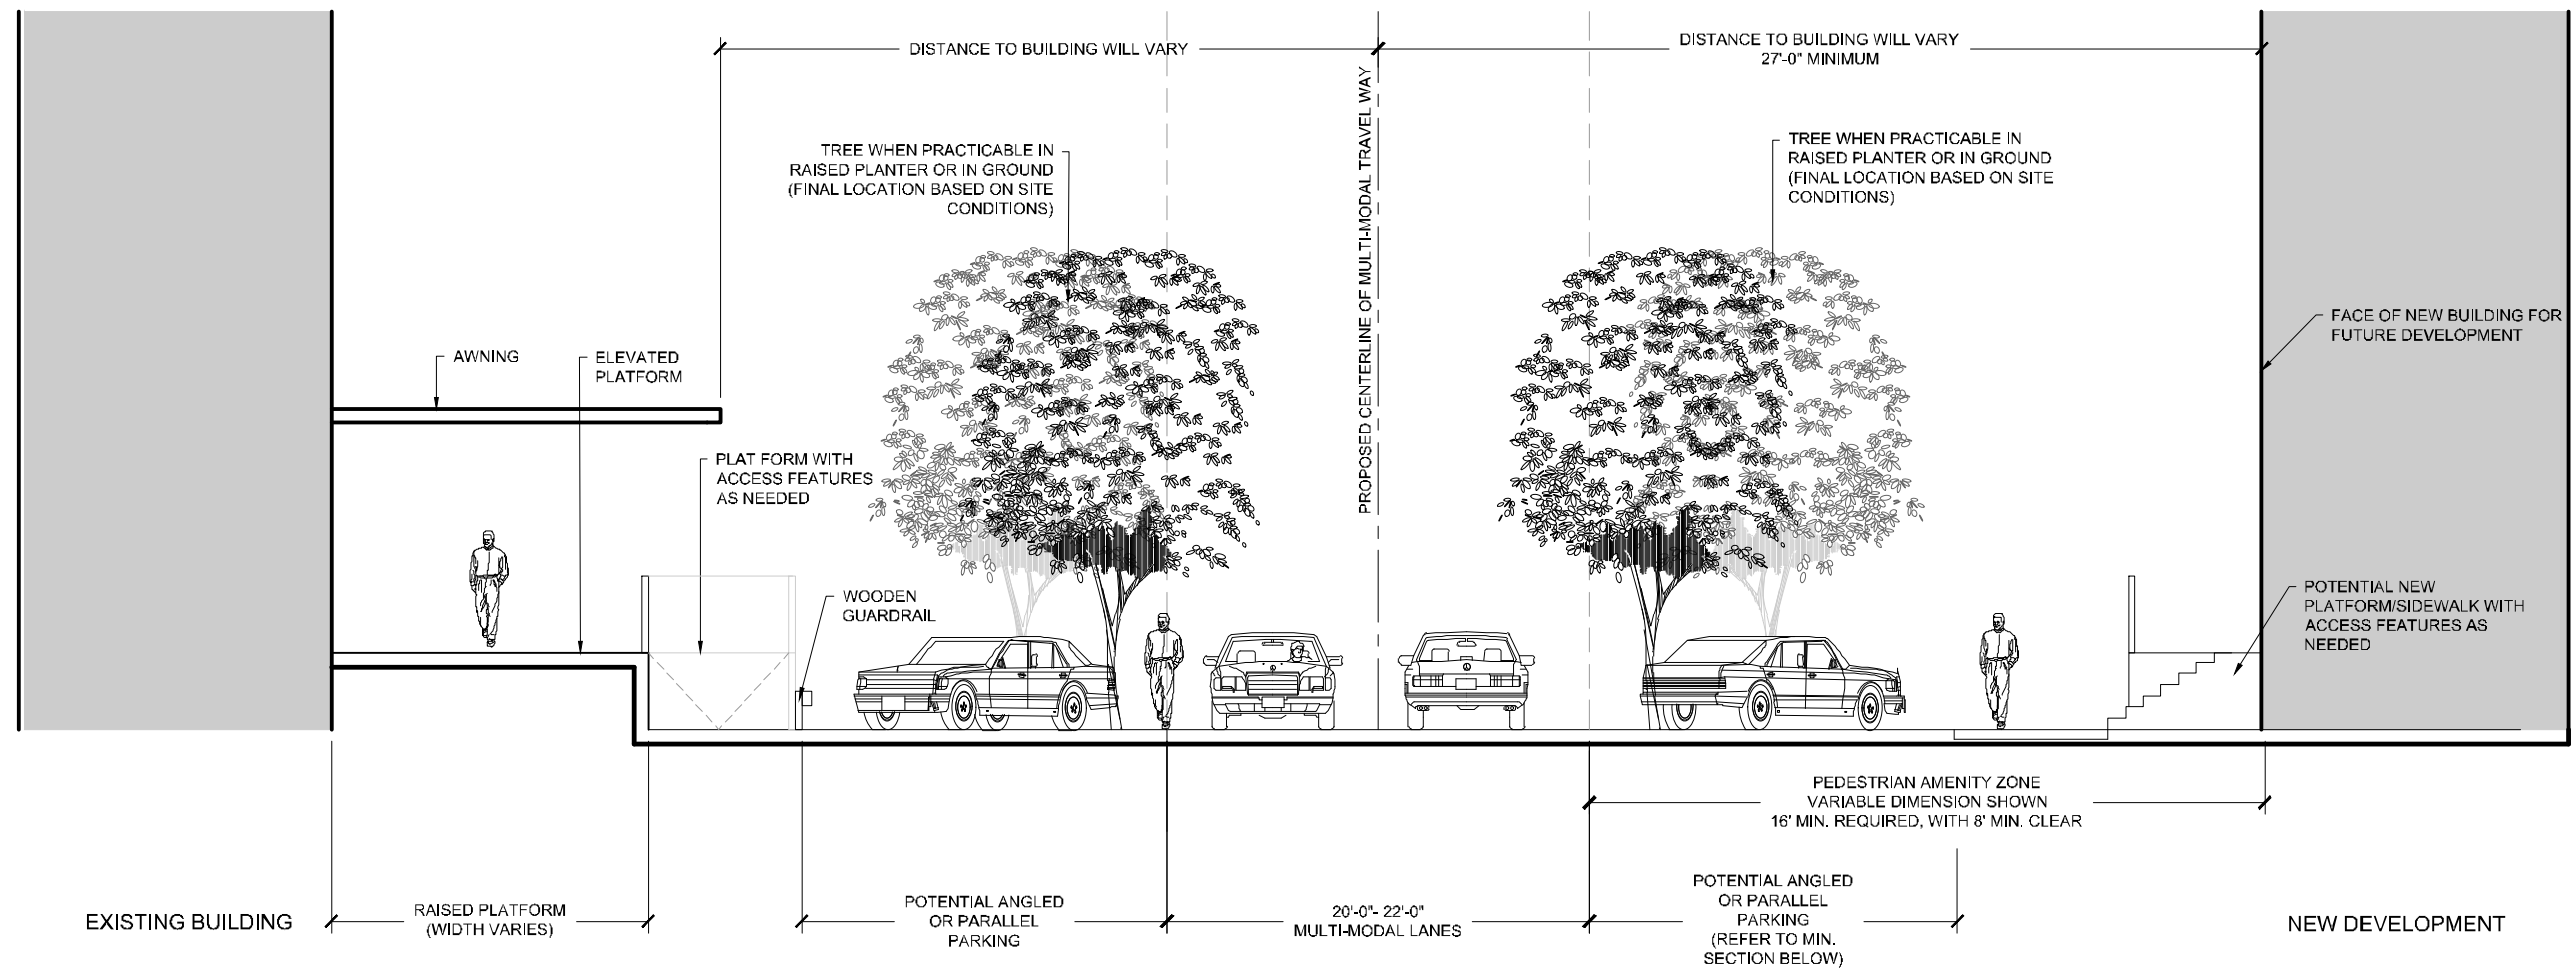 DISTANCE TO BUILDING WILL VARY
DISTANCE TO BUILDING WILL VARY
27'-0" MINIMUM
PROPOSED CENTERLINE OF MULTI-MODAL TRAVEL WAY
TREE WHEN PRACTICABLE IN
RAISED PLANTER OR IN GROUND
(FINAL LOCATION BASED ON SITE
CONDITIONS)
TREE WHEN PRACTICABLE IN
RAISED PLANTER OR IN GROUND
(FINAL LOCATION BASED ON SITE
CONDITIONS)
FACE OF NEW BUILDING FOR
FUTURE DEVELOPMENT
AWNING
ELEVATED
PLATFORM
PLAT FORM WITH
ACCESS FEATURES
AS NEEDED
WOODEN
GUARDRAIL
POTENTIAL NEW
PLATFORM/SIDEWALK WITH
ACCESS FEATURES AS
NEEDED
PEDESTRIAN AMENITY ZONE
VARIABLE DIMENSION SHOWN
16' MIN. REQUIRED, WITH 8' MIN. CLEAR
EXISTING BUILDING
RAISED PLATFORM
(WIDTH VARIES)
POTENTIAL ANGLED
OR PARALLEL
PARKING
20'-0"- 22'-0"
MULTI-MODAL LANES
POTENTIAL ANGLED
OR PARALLEL
PARKING
(REFER TO MIN.
SECTION BELOW)
NEW DEVELOPMENT